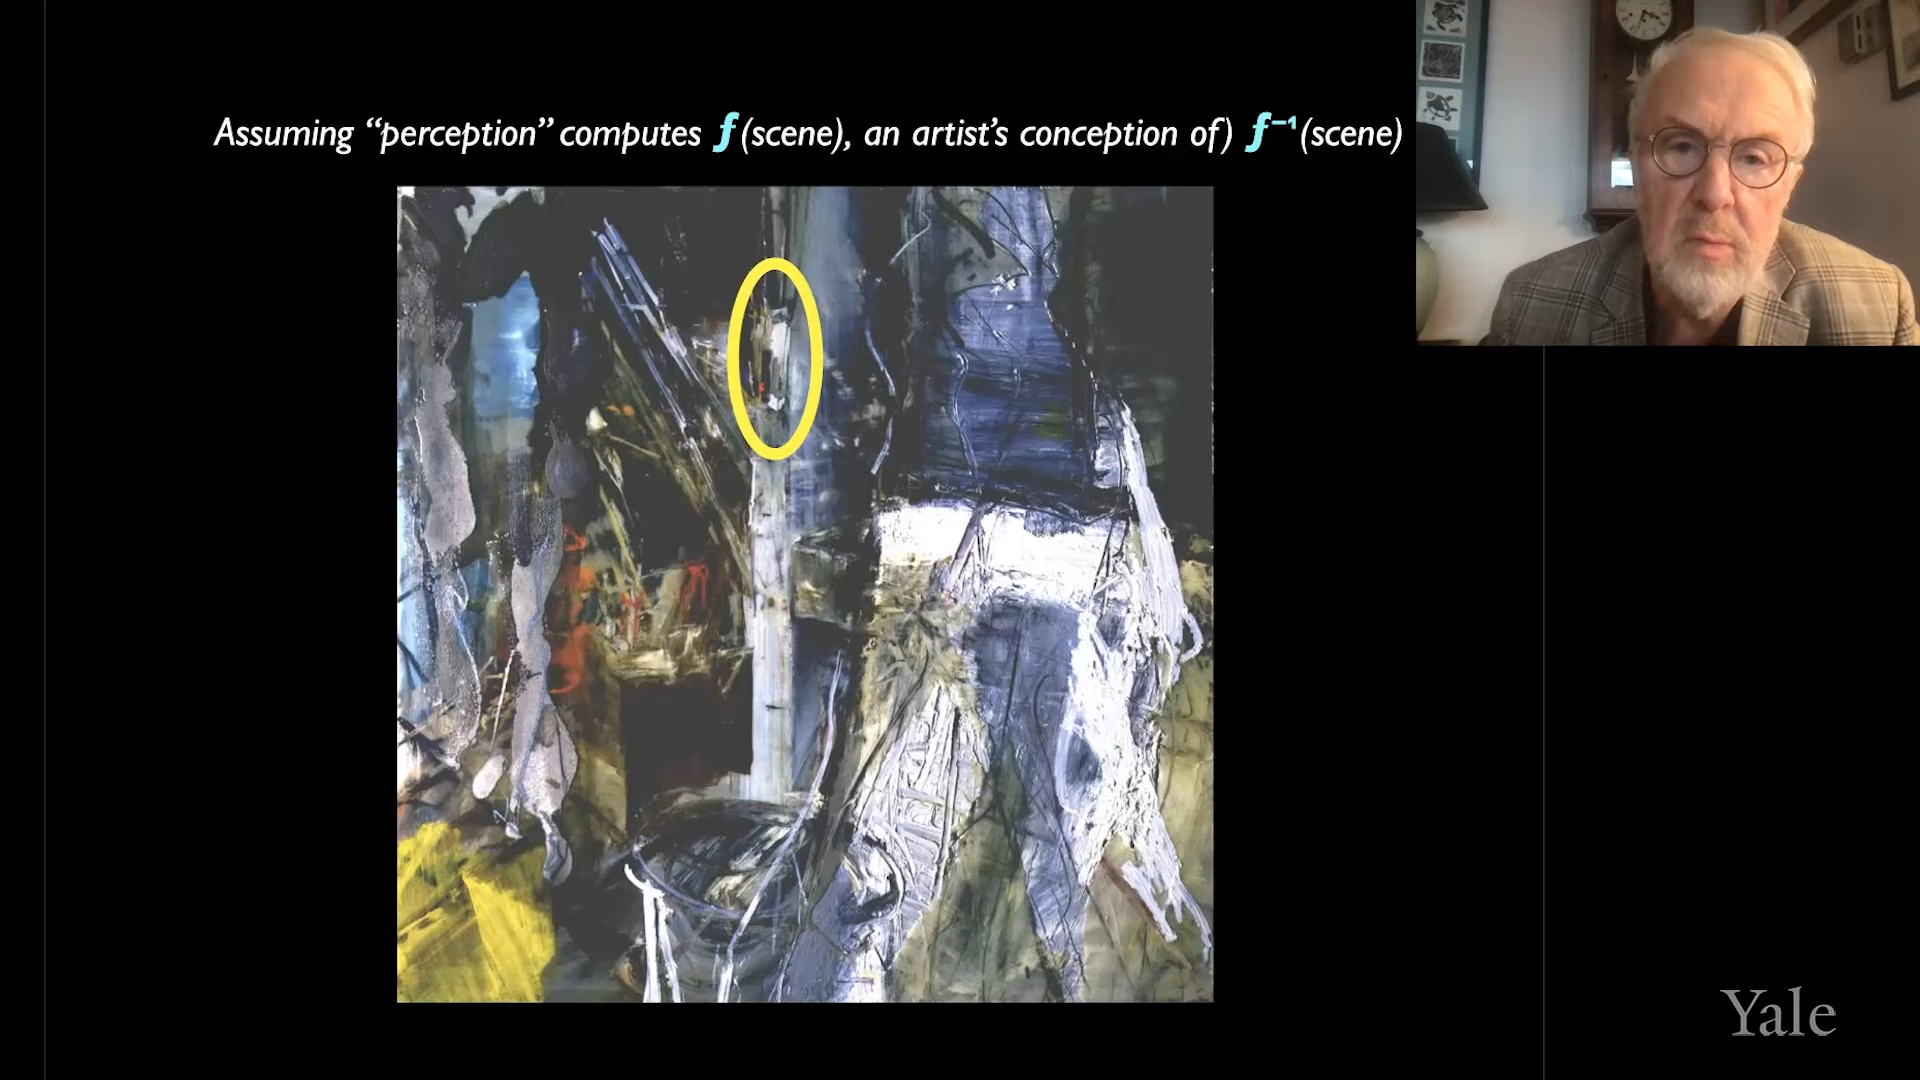 Assuming “perception” computes ƒ(scene), an artist’s conception of) ƒ⁻¹(scene)
Yale